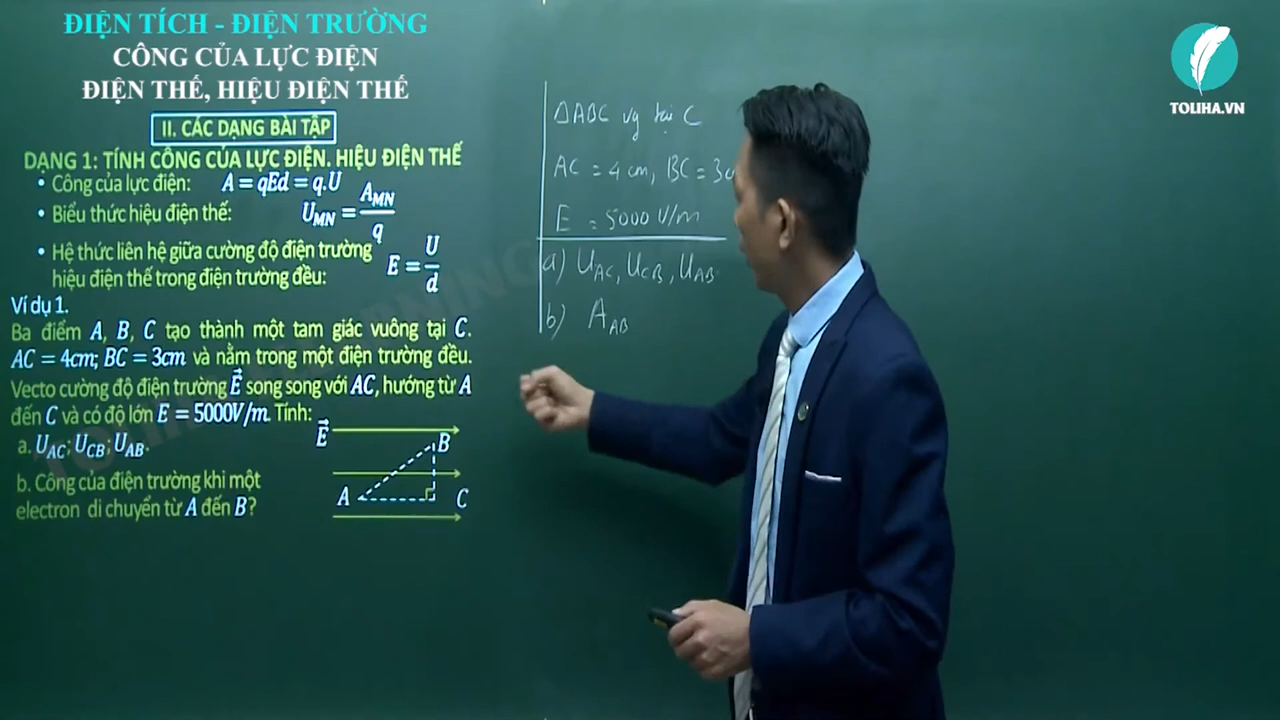 ĐIỆN TÍCH - ĐIỆN TRƯỜNG
CÔNG CỦA LỰC ĐIỆN
ĐIỆN THẾ, HIỆU ĐIỆN THẾ
II. CÁC DẠNG BÀI TẬP
DẠNG 1: TÍNH CÔNG CỦA LỰC ĐIỆN. HIỆU ĐIỆN THẾ
• Công của lực điện: A = qEd = q.U
• Biểu thức hiệu điện thế: U_MN = A_MN / q
• Hệ thức liên hệ giữa cường độ điện trường
hiệu điện thế trong điện trường đều: E = U / d
Ví dụ 1.
Ba điểm A, B, C tạo thành một tam giác vuông tại C.
AC = 4cm; BC = 3cm và nằm trong một điện trường đều.
Vecto cường độ điện trường E⃗ song song với AC, hướng từ A
đến C và có độ lớn E = 5000V/m. Tính:
a. U_AC; U_CB; U_AB.
b. Công của điện trường khi một
electron di chuyển từ A đến B?
E⃗
B
A
C
ΔABC vg tại C
AC = 4 cm, BC = 3c
E = 5000 V/m
a) U_AC, U_CB, U_AB
b) A_AB
TOLIHA.VN